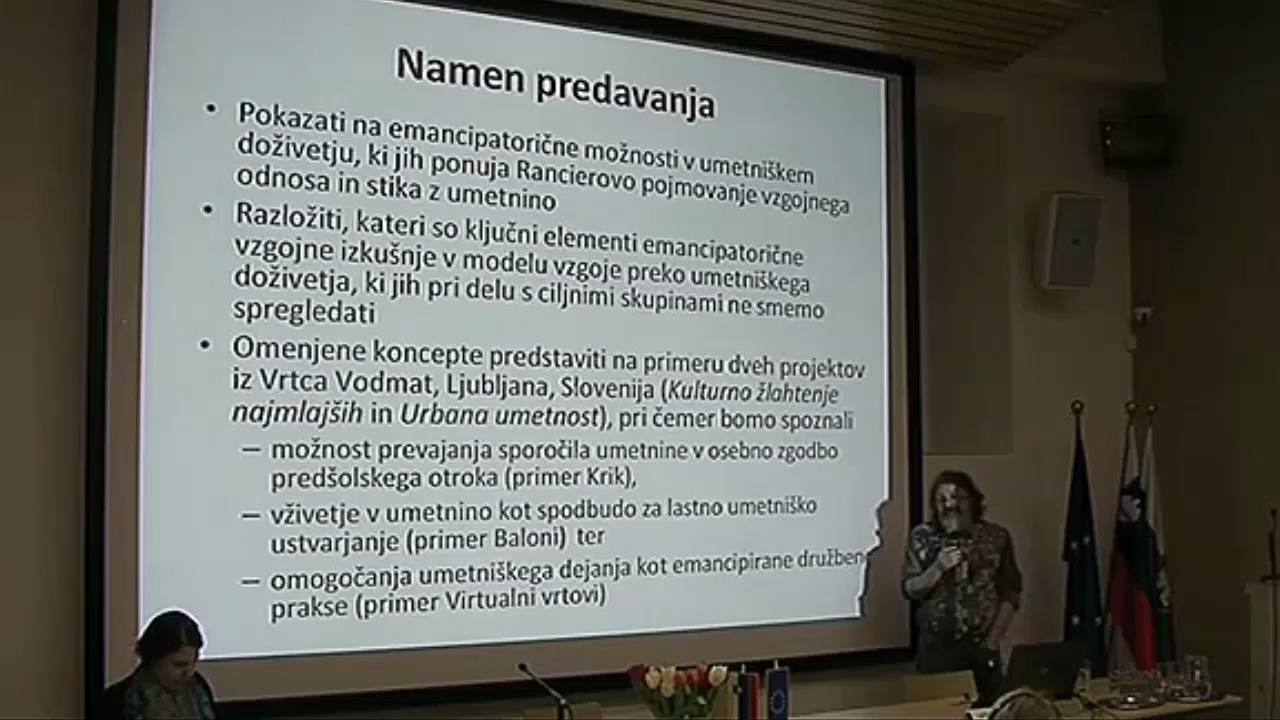 Namen predavanja
• Pokazati na emancipatorične možnosti v umetniškem
doživetju, ki jih ponuja Rancierovo pojmovanje vzgojnega
odnosa in stika z umetnino
• Razložiti, kateri so ključni elementi emancipatorične
vzgojne izkušnje v modelu vzgoje preko umetniškega
doživetja, ki jih pri delu s ciljnimi skupinami ne smemo
spregledati
• Omenjene koncepte predstaviti na primeru dveh projektov
iz Vrtca Vodmat, Ljubljana, Slovenija (Kulturno žlahtenje
najmlajših in Urbana umetnost), pri čemer bomo spoznali
– možnost prevajanja sporočila umetnine v osebno zgodbo
predšolskega otroka (primer Krik),
– vživetje v umetnino kot spodbudo za lastno umetniško
ustvarjanje (primer Baloni) ter
– omogočanja umetniškega dejanja kot emancipirane družben
prakse (primer Virtualni vrtovi)